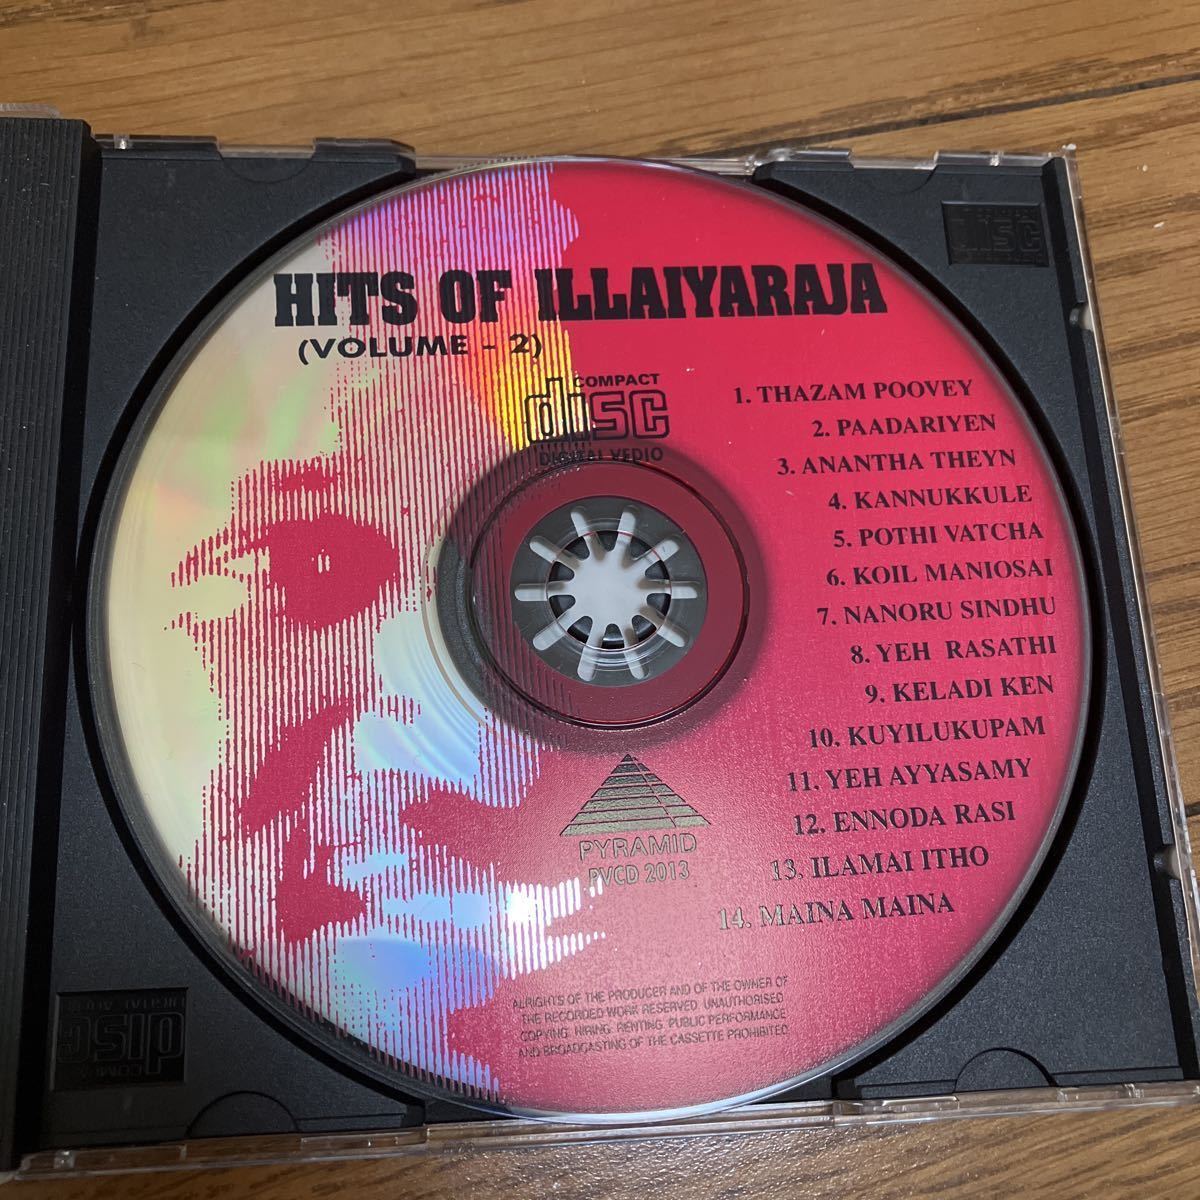 HITS OF ILLAIYARAJA
(VOLUME - 2)
COMPACT
disc
DIGITAL VEDIO
1. THAZAM POOVEY
2. PAADARIYEN
3. ANANTHA THEYN
4. KANNUKKULE
5. POTHI VATCHA
6. KOIL MANIOSAI
7. NANORU SINDHU
8. YEH RASATHI
9. KELADI KEN
10. KUYILUKUPAM
11. YEH AYYASAMY
12. ENNODA RASI
13. ILAMAI ITHO
14. MAINA MAINA
PYRAMID
PVCD 2013
ALRIGHTS OF THE PRODUCER AND OF THE OWNER OF
THE RECORDED WORK RESERVED UNAUTHORISED
COPYING HIRING RENTING PUBLIC PERFORMANCE
AND BROADCASTING OF THE CASSETTE PROHIBITED
disc
disc